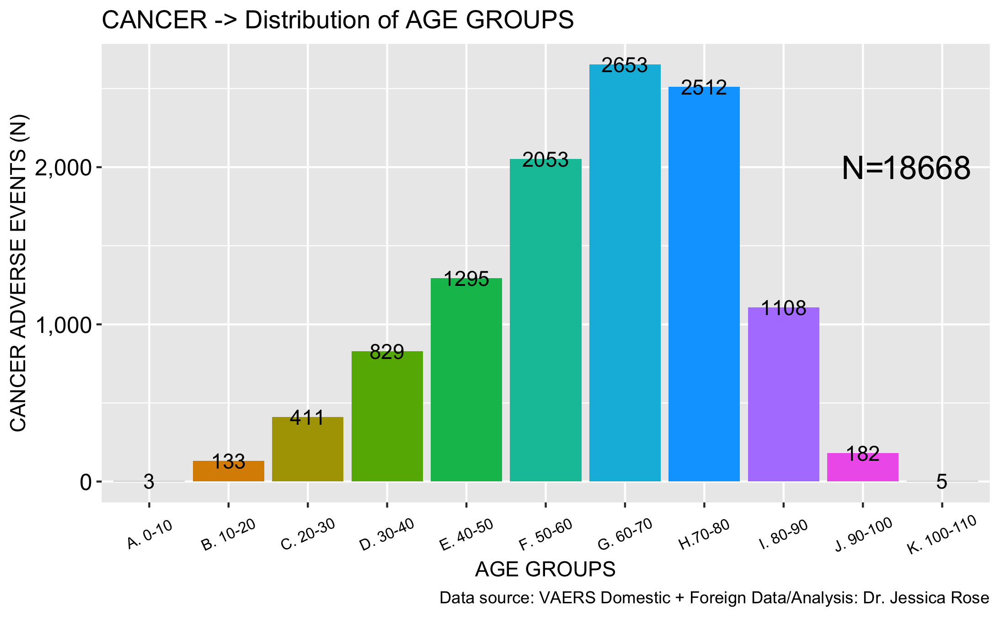 CANCER -> Distribution of AGE GROUPS
CANCER ADVERSE EVENTS (N)
2,000
1,000
0
3
133
411
829
1295
2053
2653
2512
1108
182
5
N=18668
A. 0-10
B. 10-20
C. 20-30
D. 30-40
E. 40-50
F. 50-60
G. 60-70
H.70-80
I. 80-90
J. 90-100
K. 100-110
AGE GROUPS
Data source: VAERS Domestic + Foreign Data/Analysis: Dr. Jessica Rose